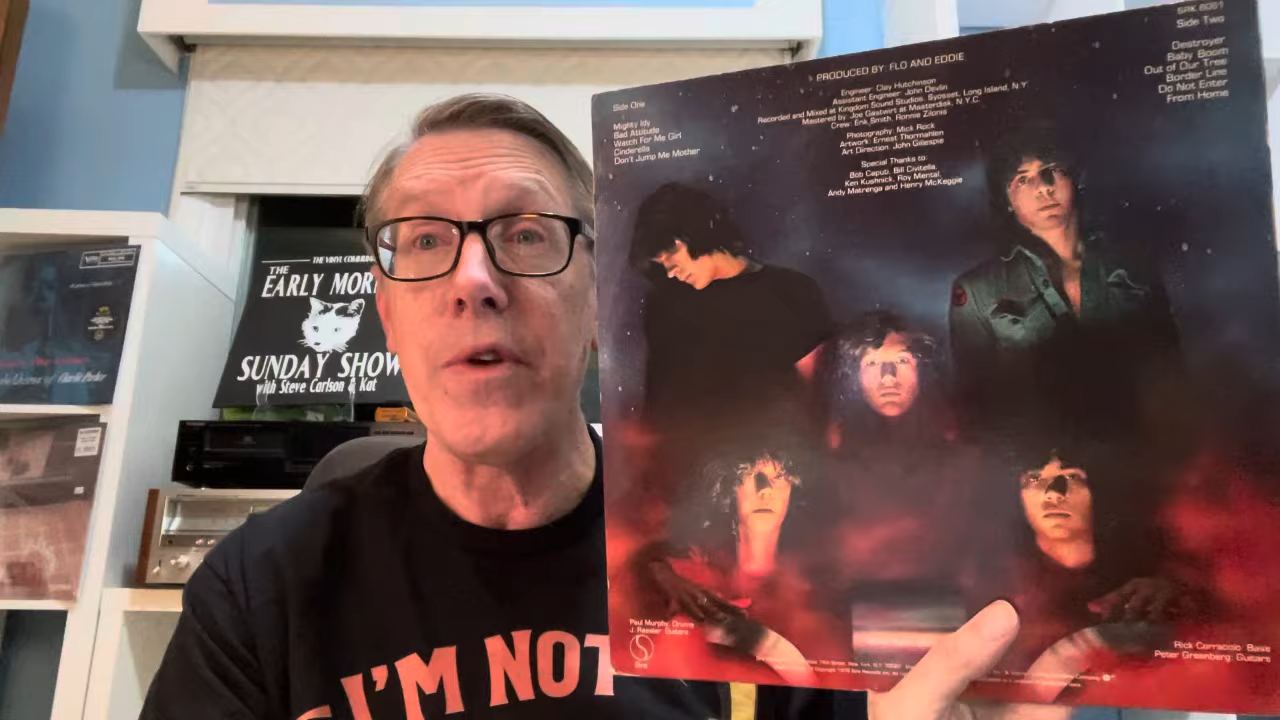 SRK 6051
Side Two
Destroyer
Baby Boom
Out of Our Tree
Border Line
Do Not Enter
From Home
PRODUCED BY: FLO AND EDDIE
Engineer: Clay Hutchinson
Assistant Engineer: John Devlin
Recorded and Mixed at Kingdom Sound Studios, Syosset, Long Island, N.Y.
Mastered by: Joe Gastwirt at Masterdisk, N.Y.C.
Crew: Erik Smith, Ronnie Zilonis
Photography: Mick Rock
Artwork: Ernest Thormahlen
Art Direction: John Gillespie
Special Thanks to:
Bob Caputi, Bill Civitella,
Ken Kushnick, Roy Mental,
Andy Matrenga and Henry McKeggie
Side One
Mighty Idy
Bad Attitude
Watch For Me Girl
Cinderella
Don't Jump Me Mother
THE VINYL
THE
EARLY MOR
SUNDAY SHOW
with Steve Carlson & Kat
Charlie Parker
I'M NOT
Paul Murphy: Drums
J. Ressler: Guitars
Sire
Rick Corraccio: Bass
Peter Greenberg: Guitars